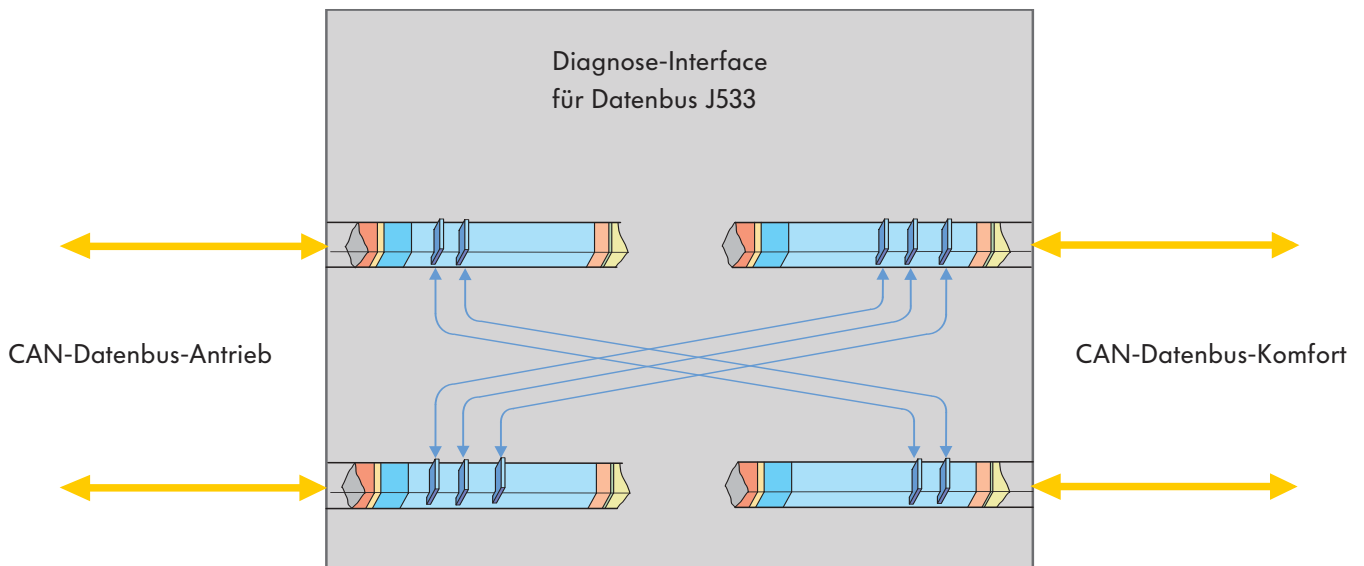 Diagnose-Interface
für Datenbus J533
CAN-Datenbus-Antrieb
CAN-Datenbus-Komfort